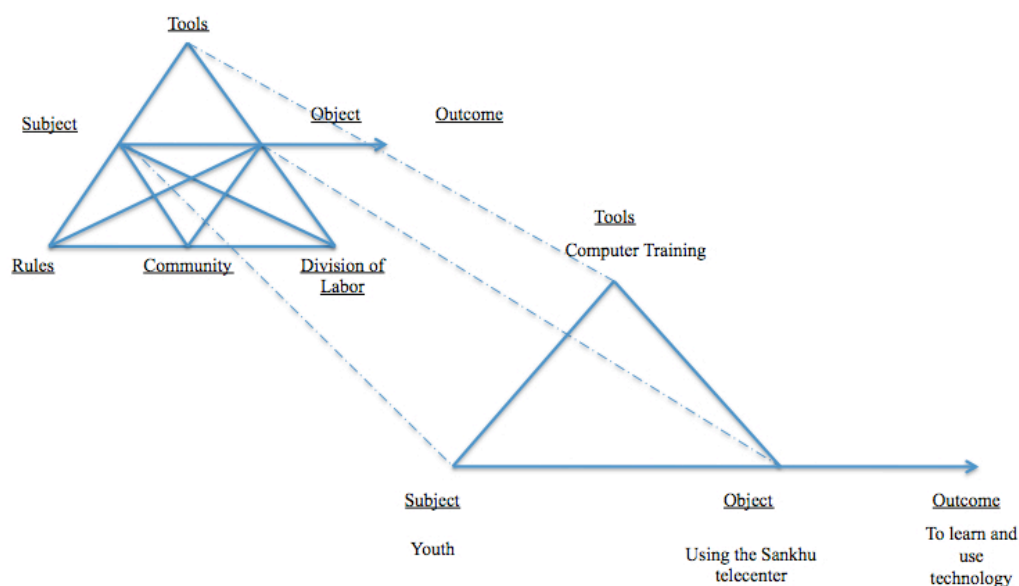 Tools
Subject
Object
Outcome
Rules
Community
Division of
Labor
Tools
Computer Training
Subject
Object
Outcome
Youth
Using the Sankhu
telecenter
To learn and
use
technology